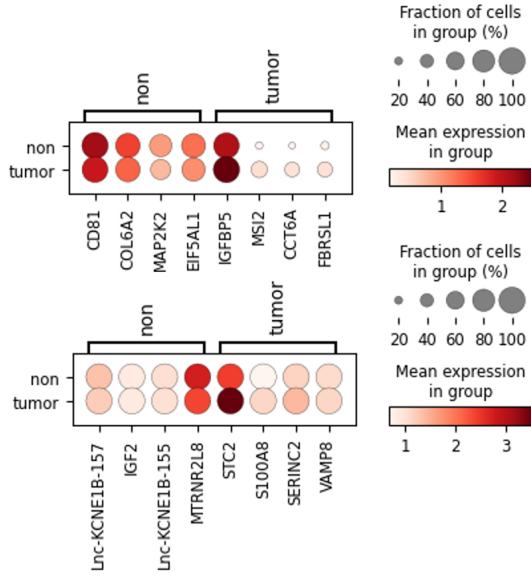 Fraction of cells
in group (%)
20 40 60 80 100
Mean expression
in group
1 2
non
tumor
non
tumor
CD81
COL6A2
MAP2K2
EIF5AL1
IGFBP5
MSI2
CCT6A
FBRSL1
Fraction of cells
in group (%)
20 40 60 80 100
Mean expression
in group
1 2 3
non
tumor
non
tumor
Lnc-KCNE1B-157
IGF2
Lnc-KCNE1B-155
MTRNR2L8
STC2
S100A8
SERINC2
VAMP8